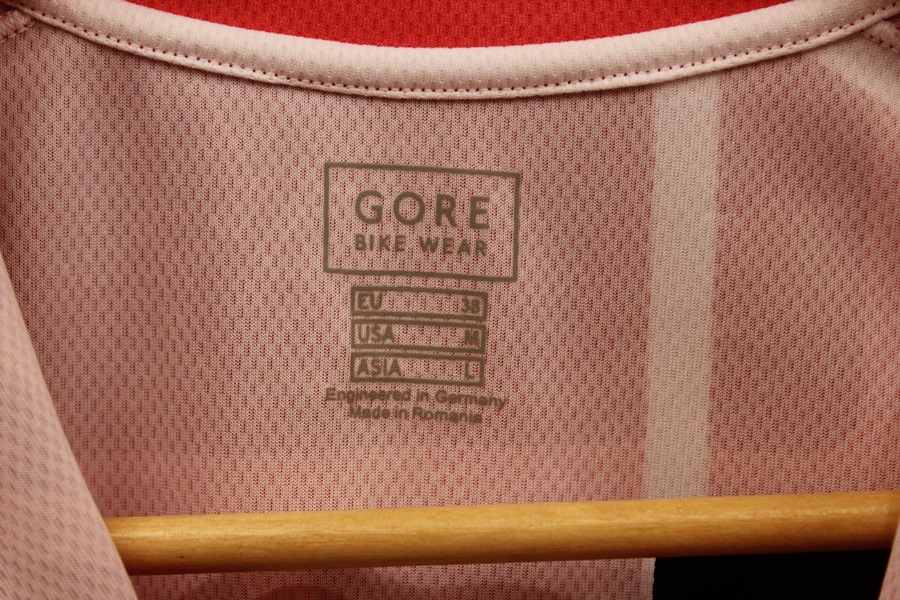 GORE
BIKE WEAR
EU 38
USA M
ASIA L
Engineered in Germany
Made in Romania